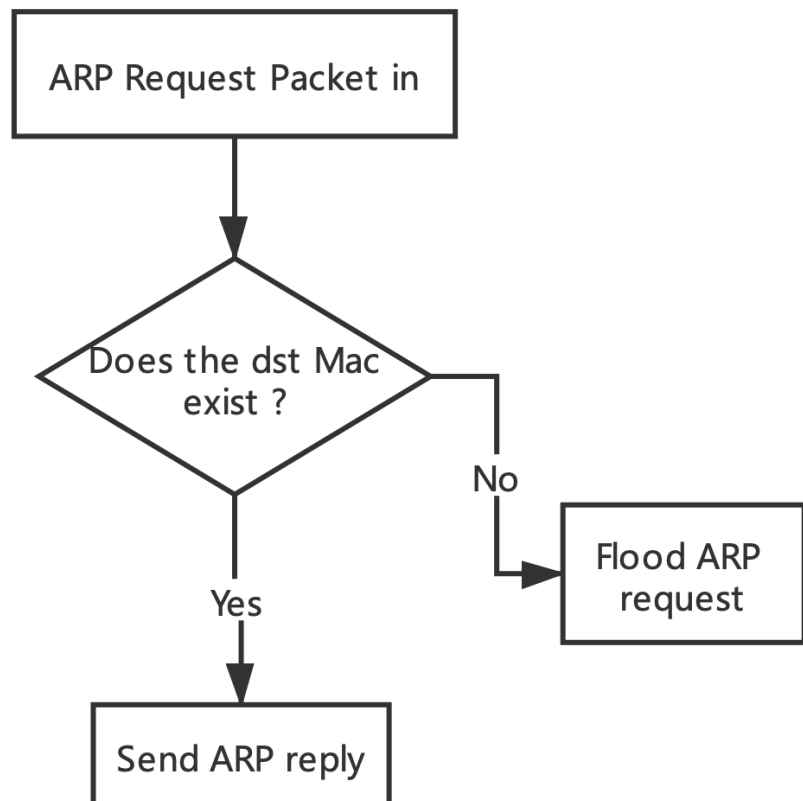 ARP Request Packet in
Does the dst Mac
exist ?
No
Flood ARP
request
Yes
Send ARP reply